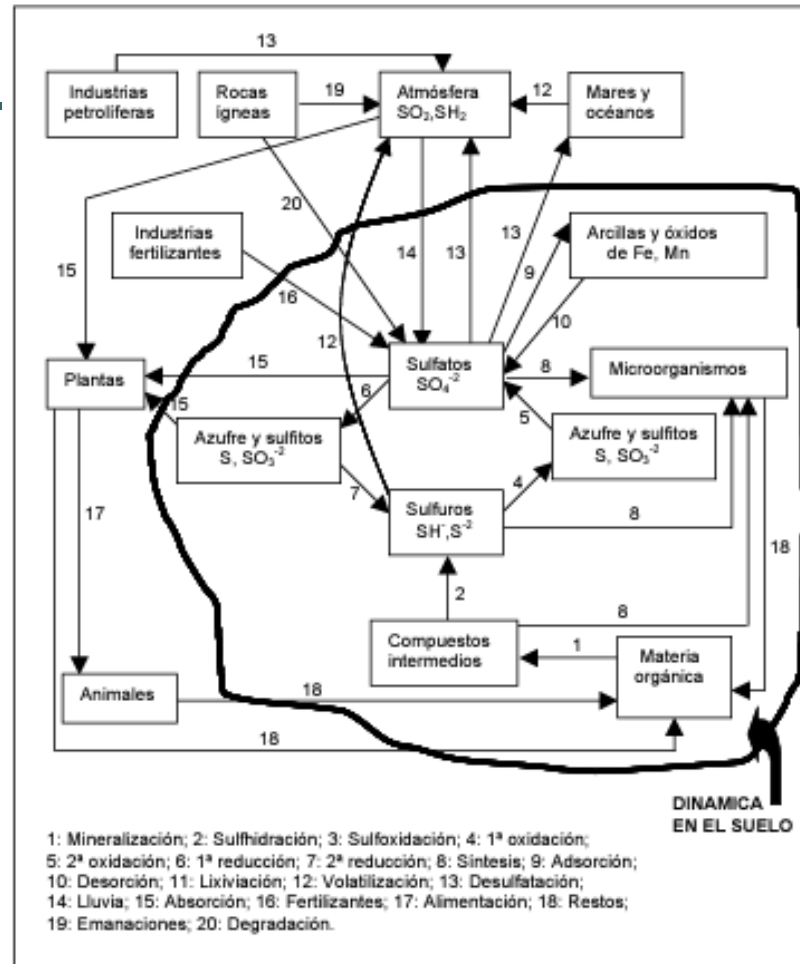 13
Industrias
petrolíferas
Rocas
ígneas
19
Atmósfera
SO₂,SH₂
12
Mares y
océanos
20
Industrias
fertilizantes
15
16
12
14
13
13
9
10
Arcillas y óxidos
de Fe, Mn
Plantas
15
Sulfatos
SO₄⁻²
8
Microorganismos
15
6
5
Azufre y sulfitos
S, SO₃⁻²
Azufre y sulfitos
S, SO₃⁻²
7
4
Sulfuros
SH⁻,S⁻²
8
17
18
2
8
Compuestos
intermedios
1
Materia
orgánica
Animales
18
18
DINAMICA
EN EL SUELO
1: Mineralización; 2: Sulfhidración; 3: Sulfoxidación; 4: 1ª oxidación;
5: 2ª oxidación; 6: 1ª reducción; 7: 2ª reducción; 8: Síntesis; 9: Adsorción;
10: Desorción; 11: Lixiviación; 12: Volatilización; 13: Desulfatación;
14: Lluvia; 15: Absorción; 16: Fertilizantes; 17: Alimentación; 18: Restos;
19: Emanaciones; 20: Degradación.